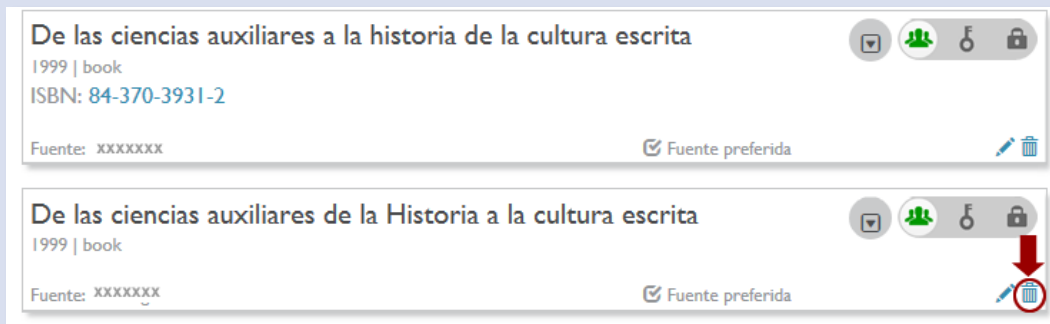 De las ciencias auxiliares a la historia de la cultura escrita
1999 | book
ISBN: 84-370-3931-2
Fuente: xxxxxxx Fuente preferida
De las ciencias auxiliares de la Historia a la cultura escrita
1999 | book
Fuente: xxxxxxx Fuente preferida